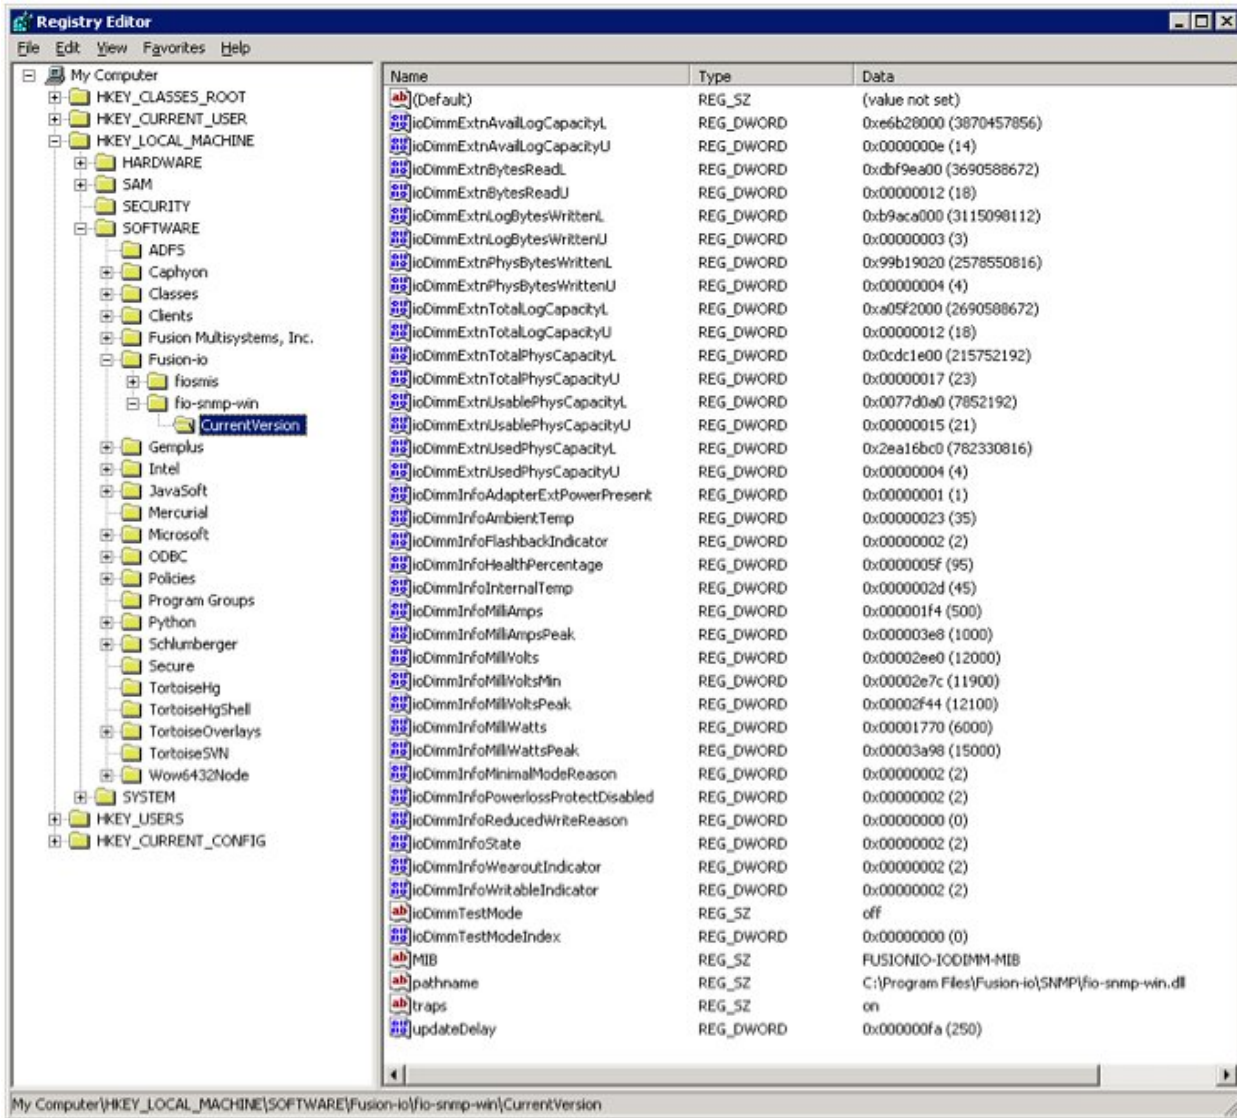 Registry Editor
File Edit View Favorites Help
My Computer
HKEY_CLASSES_ROOT
HKEY_CURRENT_USER
HKEY_LOCAL_MACHINE
HARDWARE
SAM
SECURITY
SOFTWARE
ADFS
Caphyon
Classes
Clients
Fusion Multisystems, Inc.
Fusion-io
fiosmis
fio-snmp-win
CurrentVersion
Gemplus
Intel
JavaSoft
Mercurial
Microsoft
ODBC
Policies
Program Groups
Python
Schlumberger
Secure
TortoiseHg
TortoiseHgShell
TortoiseOverlays
TortoiseSVN
Wow6432Node
SYSTEM
HKEY_USERS
HKEY_CURRENT_CONFIG
Name Type Data
(Default) REG_SZ (value not set)
ioDimmExtnAvailLogCapacityL REG_DWORD 0xe6b28000 (3870457856)
ioDimmExtnAvailLogCapacityU REG_DWORD 0x0000000e (14)
ioDimmExtnBytesReadL REG_DWORD 0xdbf9ea00 (3690588672)
ioDimmExtnBytesReadU REG_DWORD 0x00000012 (18)
ioDimmExtnLogBytesWrittenL REG_DWORD 0xb9aca000 (3115098112)
ioDimmExtnLogBytesWrittenU REG_DWORD 0x00000003 (3)
ioDimmExtnPhysBytesWrittenL REG_DWORD 0x99b19020 (2578550816)
ioDimmExtnPhysBytesWrittenU REG_DWORD 0x00000004 (4)
ioDimmExtnTotalLogCapacityL REG_DWORD 0xa05f2000 (2690588672)
ioDimmExtnTotalLogCapacityU REG_DWORD 0x00000012 (18)
ioDimmExtnTotalPhysCapacityL REG_DWORD 0x0cdc1e00 (215752192)
ioDimmExtnTotalPhysCapacityU REG_DWORD 0x00000017 (23)
ioDimmExtnUsablePhysCapacityL REG_DWORD 0x0077d0a0 (7852192)
ioDimmExtnUsablePhysCapacityU REG_DWORD 0x00000015 (21)
ioDimmExtnUsedPhysCapacityL REG_DWORD 0x2ea16bc0 (782330816)
ioDimmExtnUsedPhysCapacityU REG_DWORD 0x00000004 (4)
ioDimmInfoAdapterExtPowerPresent REG_DWORD 0x00000001 (1)
ioDimmInfoAmbientTemp REG_DWORD 0x00000023 (35)
ioDimmInfoFlashbackIndicator REG_DWORD 0x00000002 (2)
ioDimmInfoHealthPercentage REG_DWORD 0x0000005f (95)
ioDimmInfoInternalTemp REG_DWORD 0x0000002d (45)
ioDimmInfoMilliAmps REG_DWORD 0x000001f4 (500)
ioDimmInfoMilliAmpsPeak REG_DWORD 0x000003e8 (1000)
ioDimmInfoMilliVolts REG_DWORD 0x00002ee0 (12000)
ioDimmInfoMilliVoltsMin REG_DWORD 0x00002e7c (11900)
ioDimmInfoMilliVoltsPeak REG_DWORD 0x00002f44 (12100)
ioDimmInfoMilliWatts REG_DWORD 0x00001770 (6000)
ioDimmInfoMilliWattsPeak REG_DWORD 0x00003a98 (15000)
ioDimmInfoMinimalModeReason REG_DWORD 0x00000002 (2)
ioDimmInfoPowerlossProtectDisabled REG_DWORD 0x00000002 (2)
ioDimmInfoReducedWriteReason REG_DWORD 0x00000000 (0)
ioDimmInfoState REG_DWORD 0x00000002 (2)
ioDimmInfoWearoutIndicator REG_DWORD 0x00000002 (2)
ioDimmInfoWritableIndicator REG_DWORD 0x00000002 (2)
ioDimmTestMode REG_SZ off
ioDimmTestModeIndex REG_DWORD 0x00000000 (0)
MIB REG_SZ FUSIONIO-IODIMM-MIB
pathname REG_SZ C:\Program Files\Fusion-io\SNMP\fio-snmp-win.dll
traps REG_SZ on
updateDelay REG_DWORD 0x000000fa (250)
My Computer\HKEY_LOCAL_MACHINE\SOFTWARE\Fusion-io\fio-snmp-win\CurrentVersion